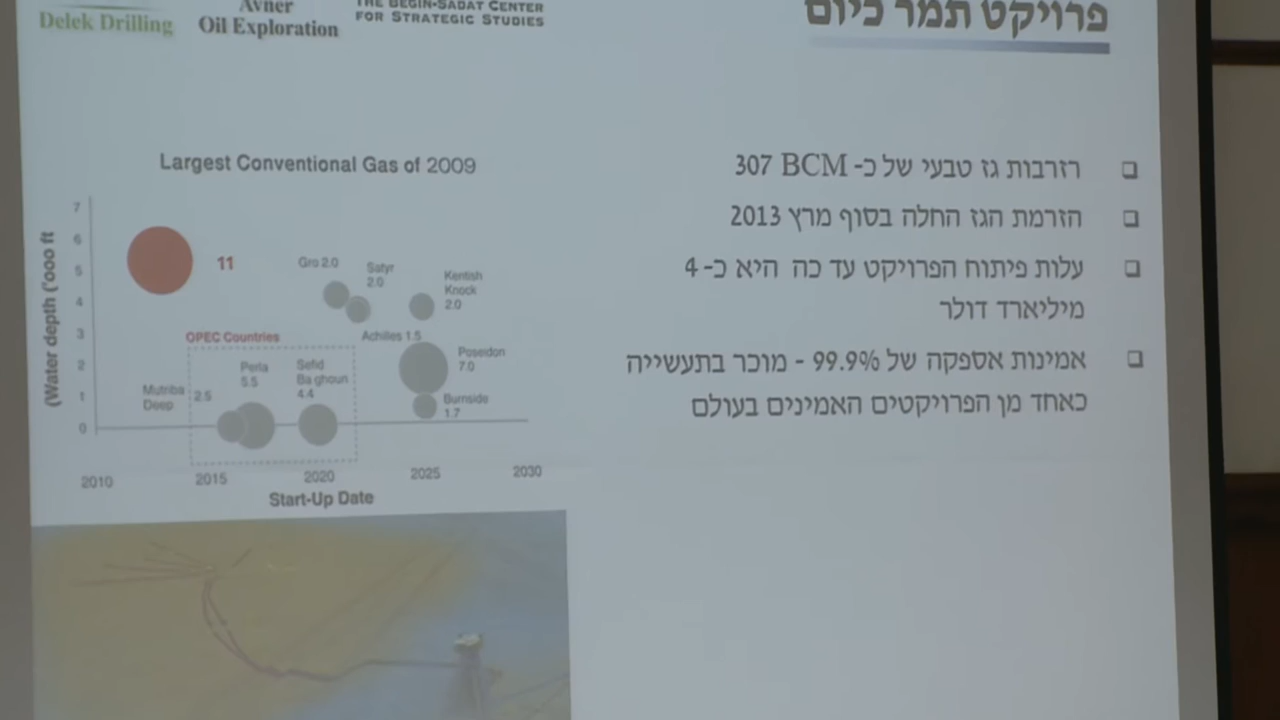 Delek Drilling
Avner
Oil Exploration
THE BEGIN-SADAT CENTER
FOR STRATEGIC STUDIES
פרויקט תמר כיום
רזרבות גז טבעי של כ- 307 BCM
הזרמת הגז החלה בסוף מרץ 2013
עלות פיתוח הפרויקט עד כה היא כ- 4
מיליארד דולר
אמינות אספקה של 99.9% - מוכר בתעשייה
כאחד מן הפרויקטים האמינים בעולם
Largest Conventional Gas of 2009
(Water depth ('000 ft
7
6
5
4
3
2
1
0
11
Gro 2.0
Satyr
2.0
Kentish
Knock
2.0
OPEC Countries
Achilles 1.5
Perla
5.5
Sefid
Ba ghoun
4.4
Poseidon
7.0
Mutriba
Deep
2.5
Burnside
1.7
2010 2015 2020 2025 2030
Start-Up Date